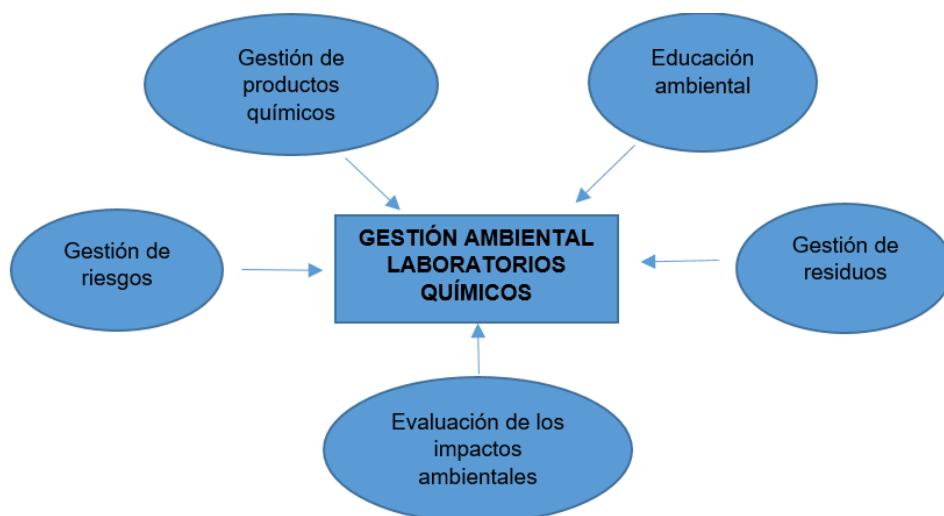 Gestión de
productos
químicos
Educación
ambiental
GESTIÓN AMBIENTAL
LABORATORIOS
QUÍMICOS
Gestión de
riesgos
Gestión de
residuos
Evaluación de los
impactos
ambientales